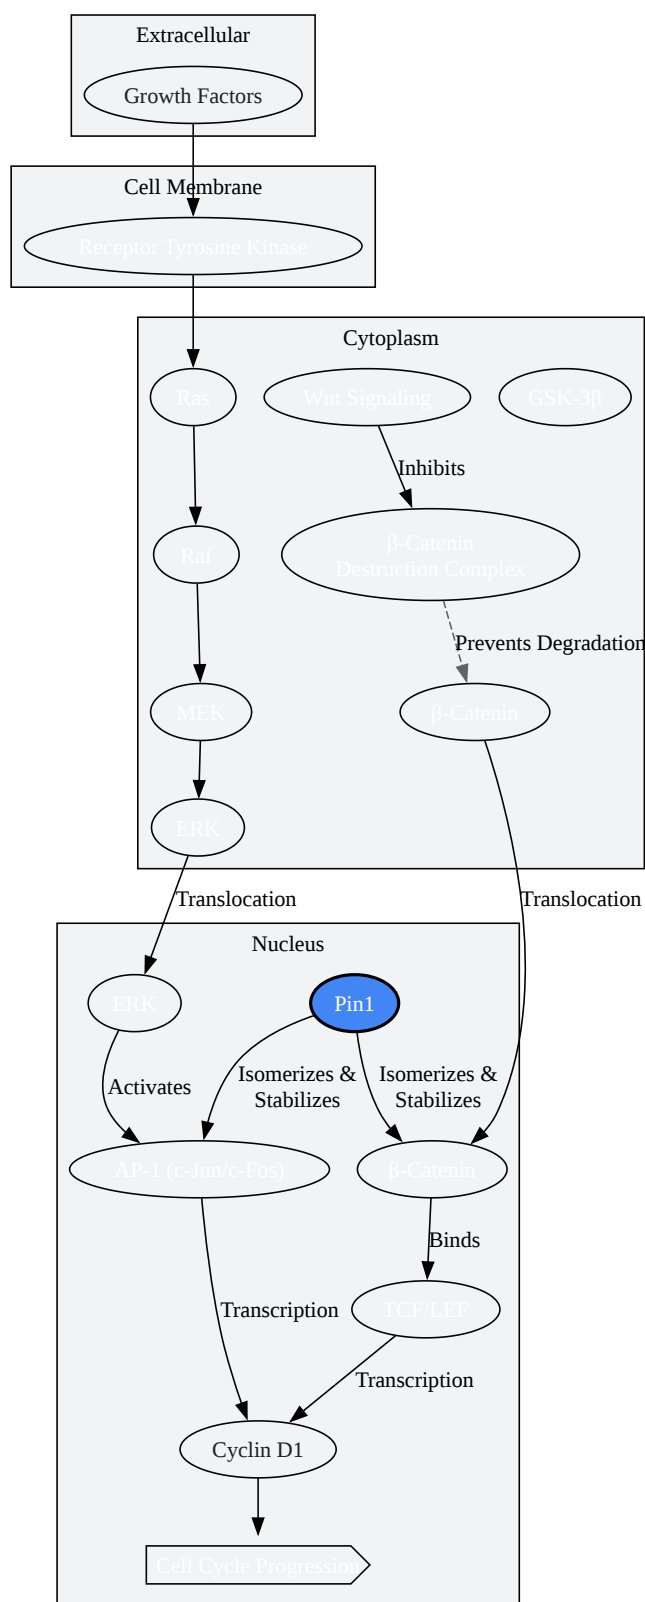 Extracellular
Growth Factors
Cell Membrane
Receptor Tyrosine Kinase
Cytoplasm
Ras
Wnt Signaling
GSK-3β
Inhibits
Raf
β-Catenin
Destruction Complex
Prevents Degradation
MEK
β-Catenin
ERK
Translocation
Translocation
Nucleus
ERK
Pin1
Activates
Isomerizes &
Stabilizes
Isomerizes &
Stabilizes
AP-1 (c-Jun/c-Fos)
β-Catenin
Binds
Transcription
TCF/LEF
Transcription
Cyclin D1
Cell Cycle Progression